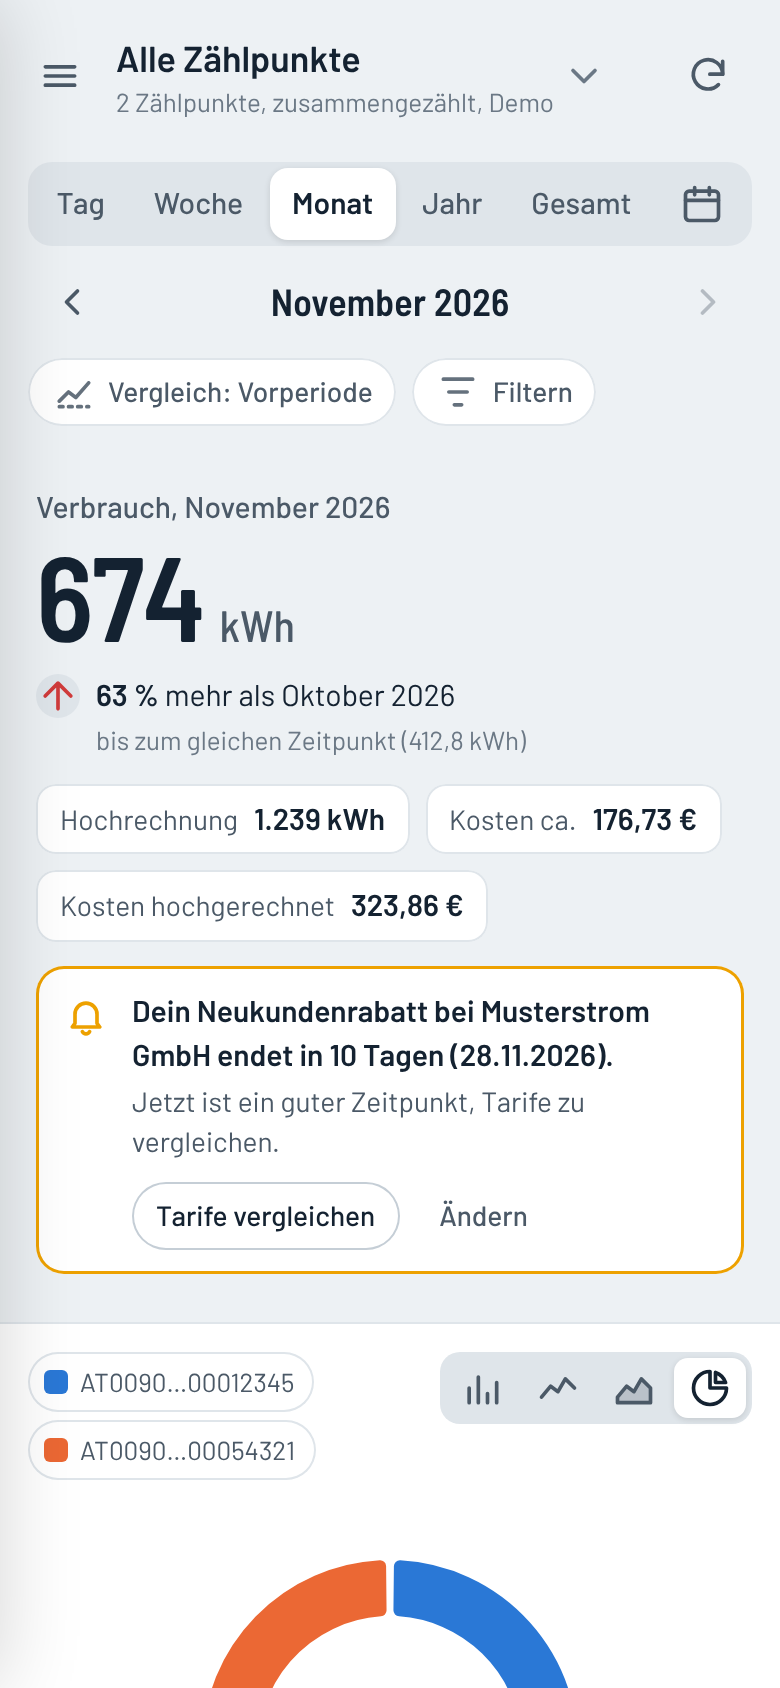 Alle Zählpunkte
2 Zählpunkte, zusammengezählt, Demo
Tag Woche Monat Jahr Gesamt
November 2026
Vergleich: Vorperiode Filtern
Verbrauch, November 2026
674 kWh
63 % mehr als Oktober 2026
bis zum gleichen Zeitpunkt (412,8 kWh)
Hochrechnung 1.239 kWh Kosten ca. 176,73 €
Kosten hochgerechnet 323,86 €
Dein Neukundenrabatt bei Musterstrom
GmbH endet in 10 Tagen (28.11.2026).
Jetzt ist ein guter Zeitpunkt, Tarife zu
vergleichen.
Tarife vergleichen Ändern
AT0090...00012345
AT0090...00054321